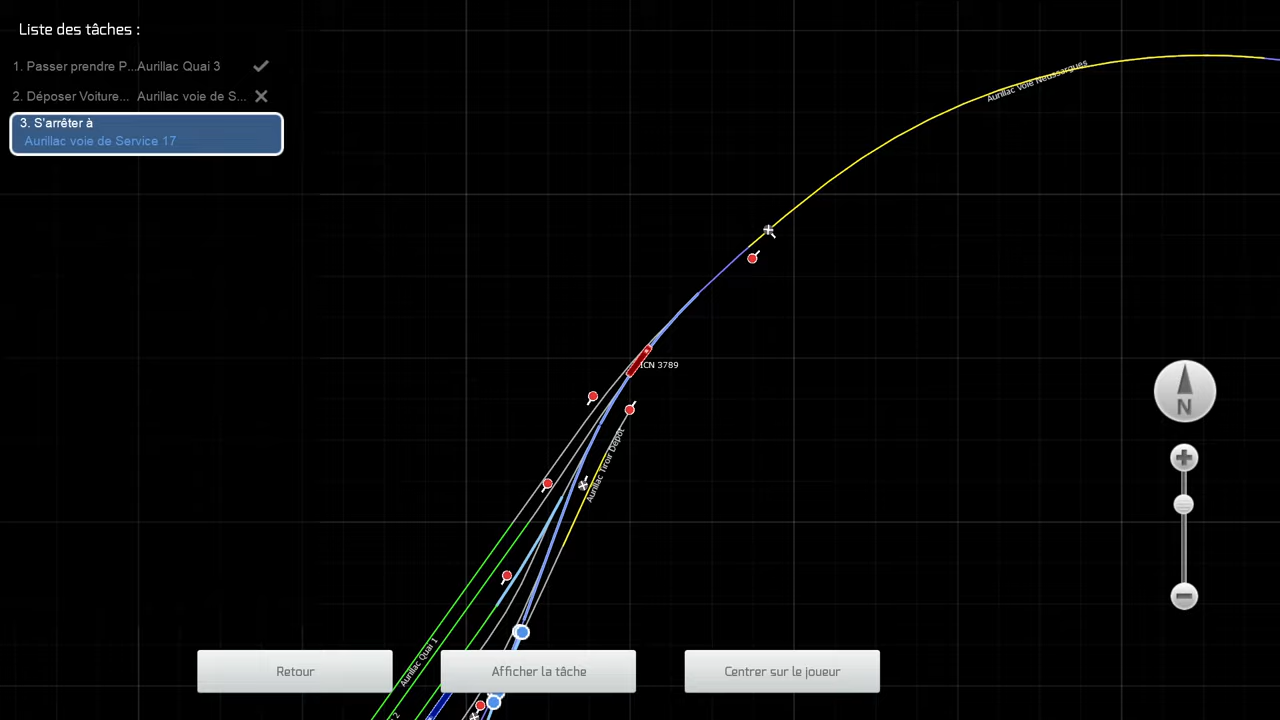 Liste des tâches :
1. Passer prendre P...Aurillac Quai 3
2. Déposer Voiture... Aurillac voie de S...
3. S'arrêter à
Aurillac voie de Service 17
Aurillac Voie Neussargues
ICN 3789
Aurillac Tiroir Dépot
Aurillac Quai 1
2
N
Retour
Afficher la tâche
Centrer sur le joueur